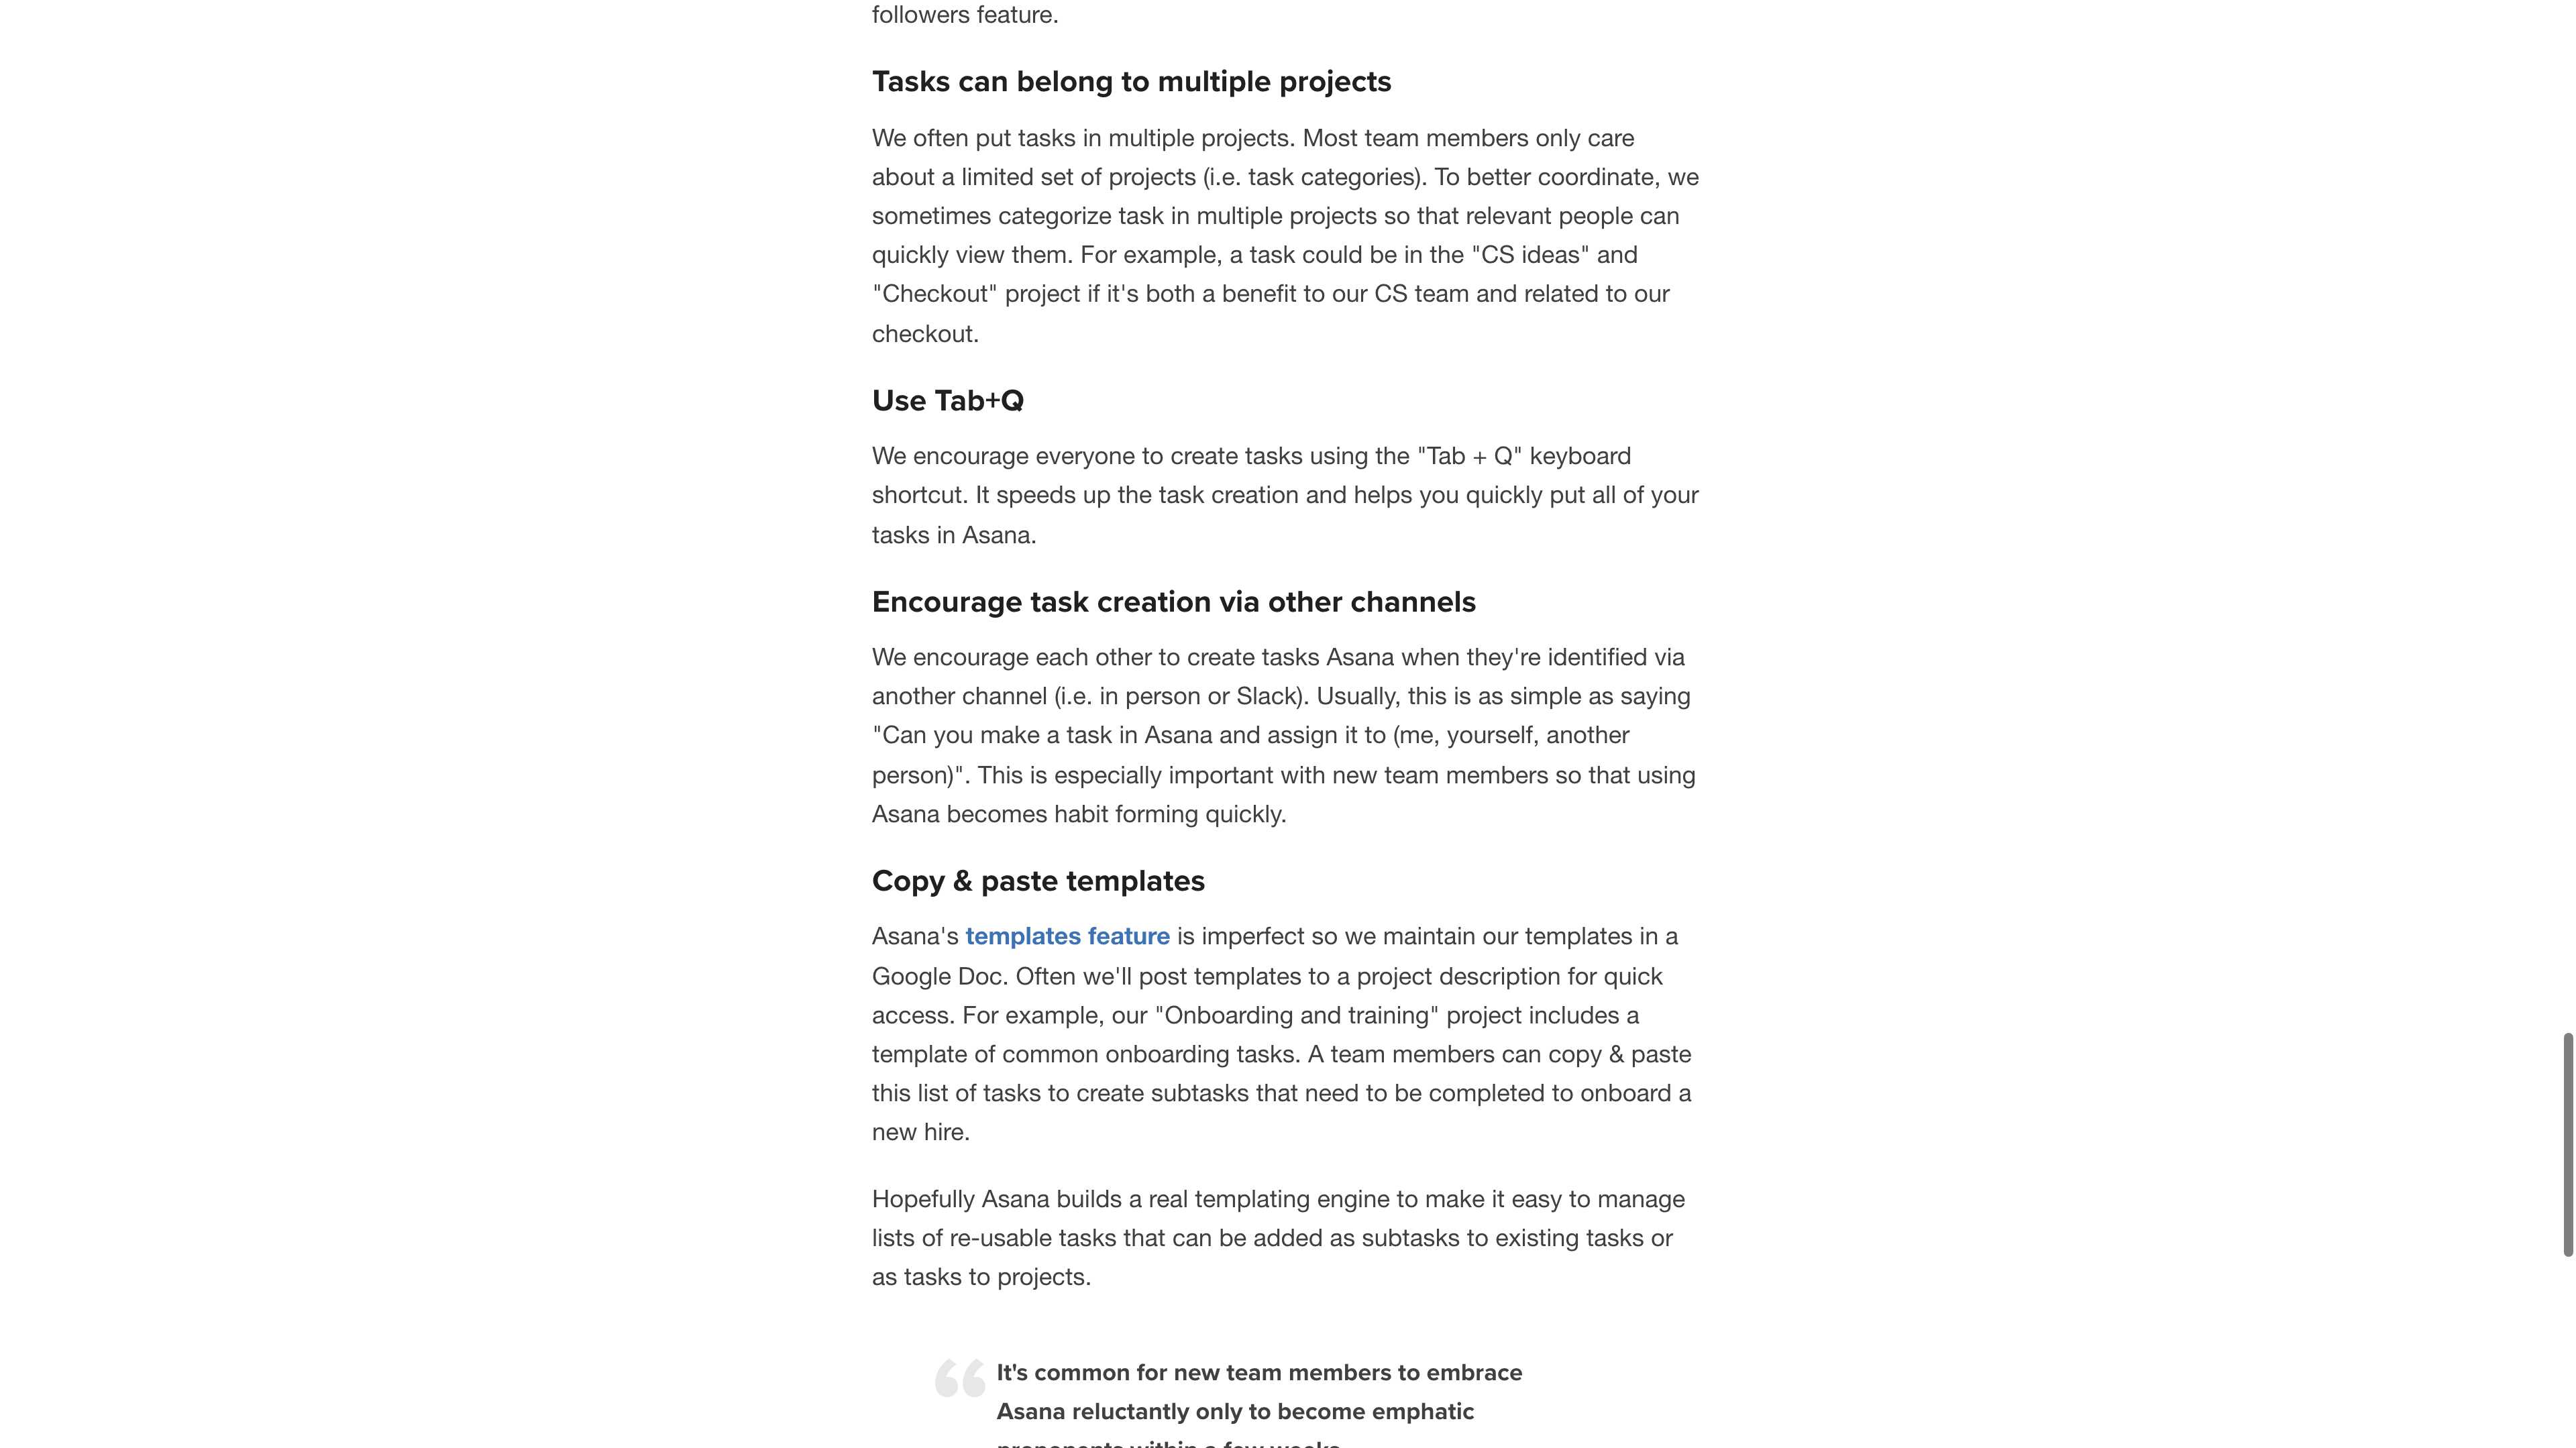 followers feature.
Tasks can belong to multiple projects
We often put tasks in multiple projects. Most team members only care
about a limited set of projects (i.e. task categories). To better coordinate, we
sometimes categorize task in multiple projects so that relevant people can
quickly view them. For example, a task could be in the "CS ideas" and
"Checkout" project if it's both a benefit to our CS team and related to our
checkout.
Use Tab+Q
We encourage everyone to create tasks using the "Tab + Q" keyboard
shortcut. It speeds up the task creation and helps you quickly put all of your
tasks in Asana.
Encourage task creation via other channels
We encourage each other to create tasks Asana when they're identified via
another channel (i.e. in person or Slack). Usually, this is as simple as saying
"Can you make a task in Asana and assign it to (me, yourself, another
person)". This is especially important with new team members so that using
Asana becomes habit forming quickly.
Copy & paste templates
Asana's templates feature is imperfect so we maintain our templates in a
Google Doc. Often we'll post templates to a project description for quick
access. For example, our "Onboarding and training" project includes a
template of common onboarding tasks. A team members can copy & paste
this list of tasks to create subtasks that need to be completed to onboard a
new hire.
Hopefully Asana builds a real templating engine to make it easy to manage
lists of re-usable tasks that can be added as subtasks to existing tasks or
as tasks to projects.
“ It's common for new team members to embrace
Asana reluctantly only to become emphatic
proponents within a few weeks